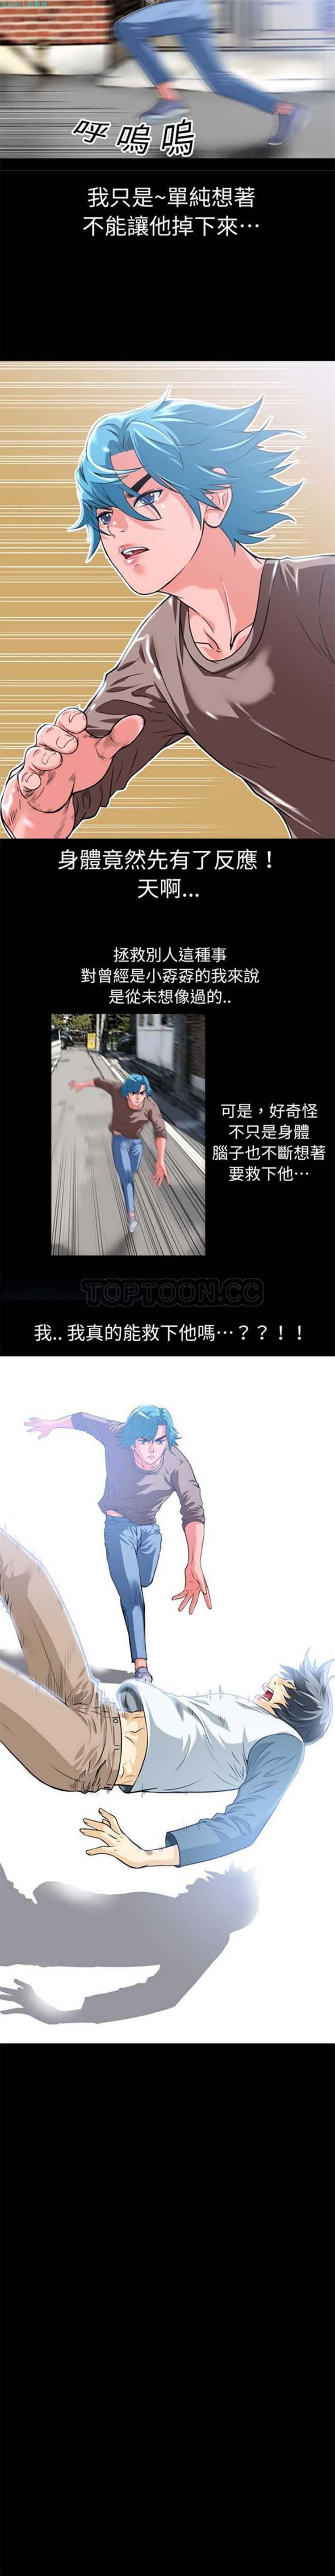 呼嗚嗚
我只是~單純想著
不能讓他掉下來…
身體竟然先有了反應！
天啊...
拯救別人這種事
對曾經是小孬孬的我來說
是從未想像過的..
可是，好奇怪
不只是身體
腦子也不斷想著
要救下他…
TOPTOON.CC
我.. 我真的能救下他嗎…？？！！